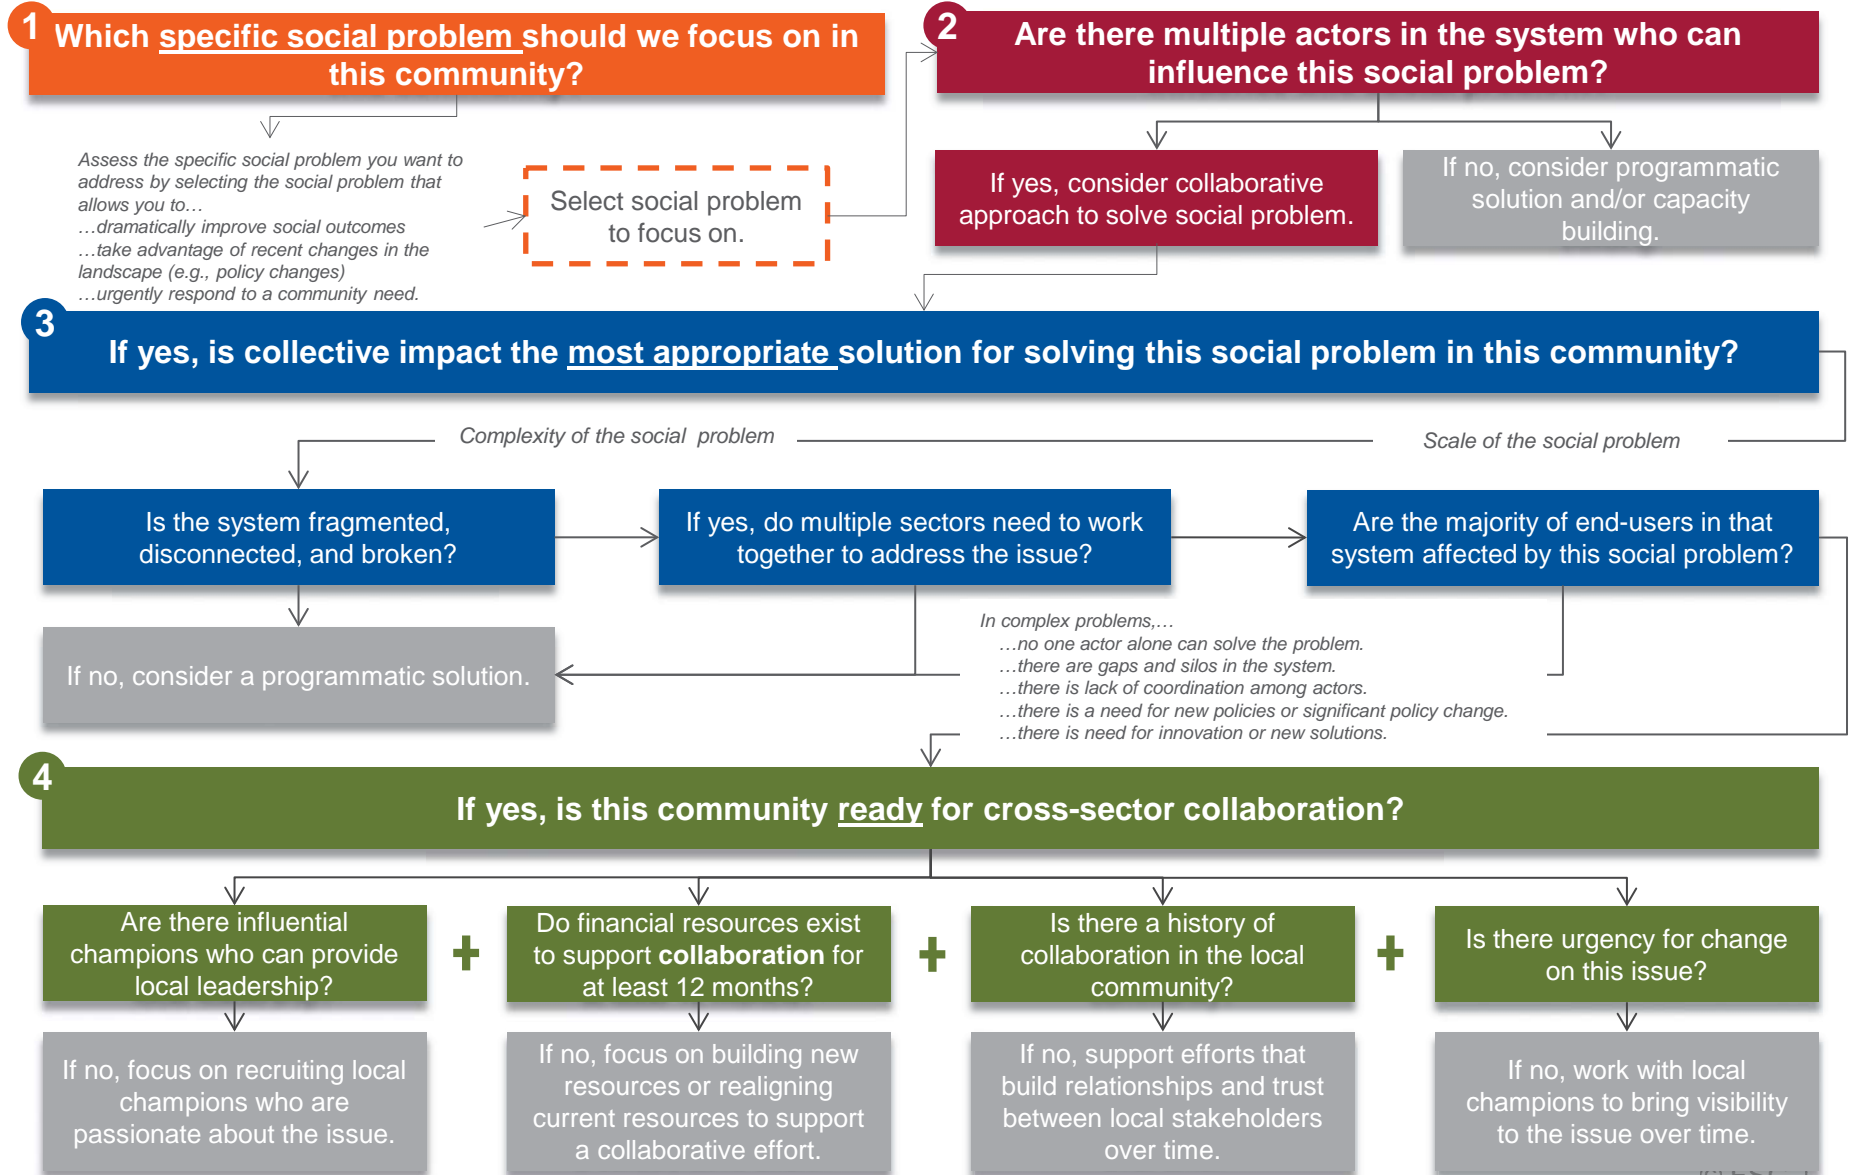 1
Which specific social problem should we focus on in
this community?
Assess the specific social problem you want to
address by selecting the social problem that
allows you to…
…dramatically improve social outcomes
…take advantage of recent changes in the
landscape (e.g., policy changes)
…urgently respond to a community need.
Select social problem
to focus on.
2
Are there multiple actors in the system who can
influence this social problem?
If yes, consider collaborative
approach to solve social problem.
If no, consider programmatic
solution and/or capacity
building.
3
If yes, is collective impact the most appropriate solution for solving this social problem in this community?
Complexity of the social problem
Scale of the social problem
Is the system fragmented,
disconnected, and broken?
If yes, do multiple sectors need to work
together to address the issue?
Are the majority of end-users in that
system affected by this social problem?
If no, consider a programmatic solution.
In complex problems,…
…no one actor alone can solve the problem.
…there are gaps and silos in the system.
…there is lack of coordination among actors.
…there is a need for new policies or significant policy change.
…there is need for innovation or new solutions.
4
If yes, is this community ready for cross-sector collaboration?
Are there influential
champions who can provide
local leadership?
+
Do financial resources exist
to support collaboration for
at least 12 months?
+
Is there a history of
collaboration in the local
community?
+
Is there urgency for change
on this issue?
If no, focus on recruiting local
champions who are
passionate about the issue.
If no, focus on building new
resources or realigning
current resources to support
a collaborative effort.
If no, support efforts that
build relationships and trust
between local stakeholders
over time.
If no, work with local
champions to bring visibility
to the issue over time.